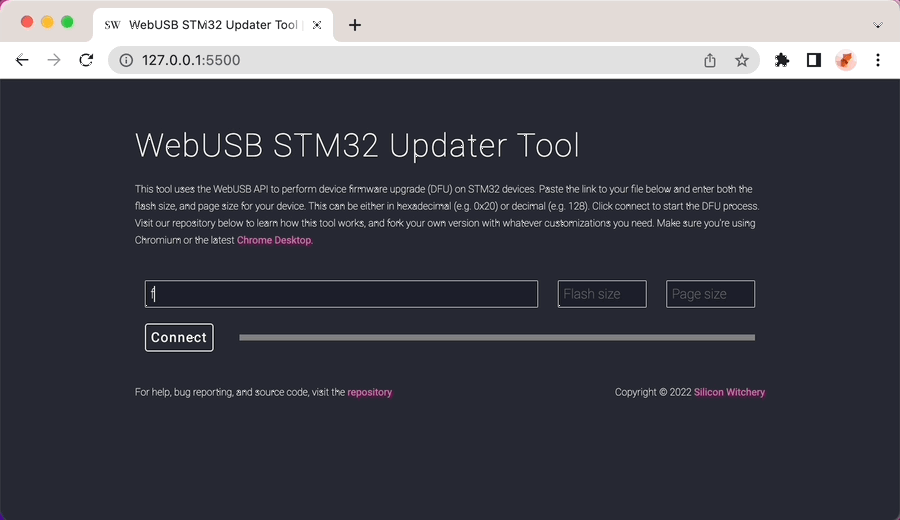 SW WebUSB STM32 Updater Tool |
127.0.0.1:5500
WebUSB STM32 Updater Tool
This tool uses the WebUSB API to perform device firmware upgrade (DFU) on STM32 devices. Paste the link to your file below and enter both the
flash size, and page size for your device. This can be either in hexadecimal (e.g. 0x20) or decimal (e.g. 128). Click connect to start the DFU process.
Visit our repository below to learn how this tool works, and fork your own version with whatever customizations you need. Make sure you're using
Chromium or the latest Chrome Desktop.
f Flash size Page size
Connect
For help, bug reporting, and source code, visit the repository Copyright © 2022 Silicon Witchery